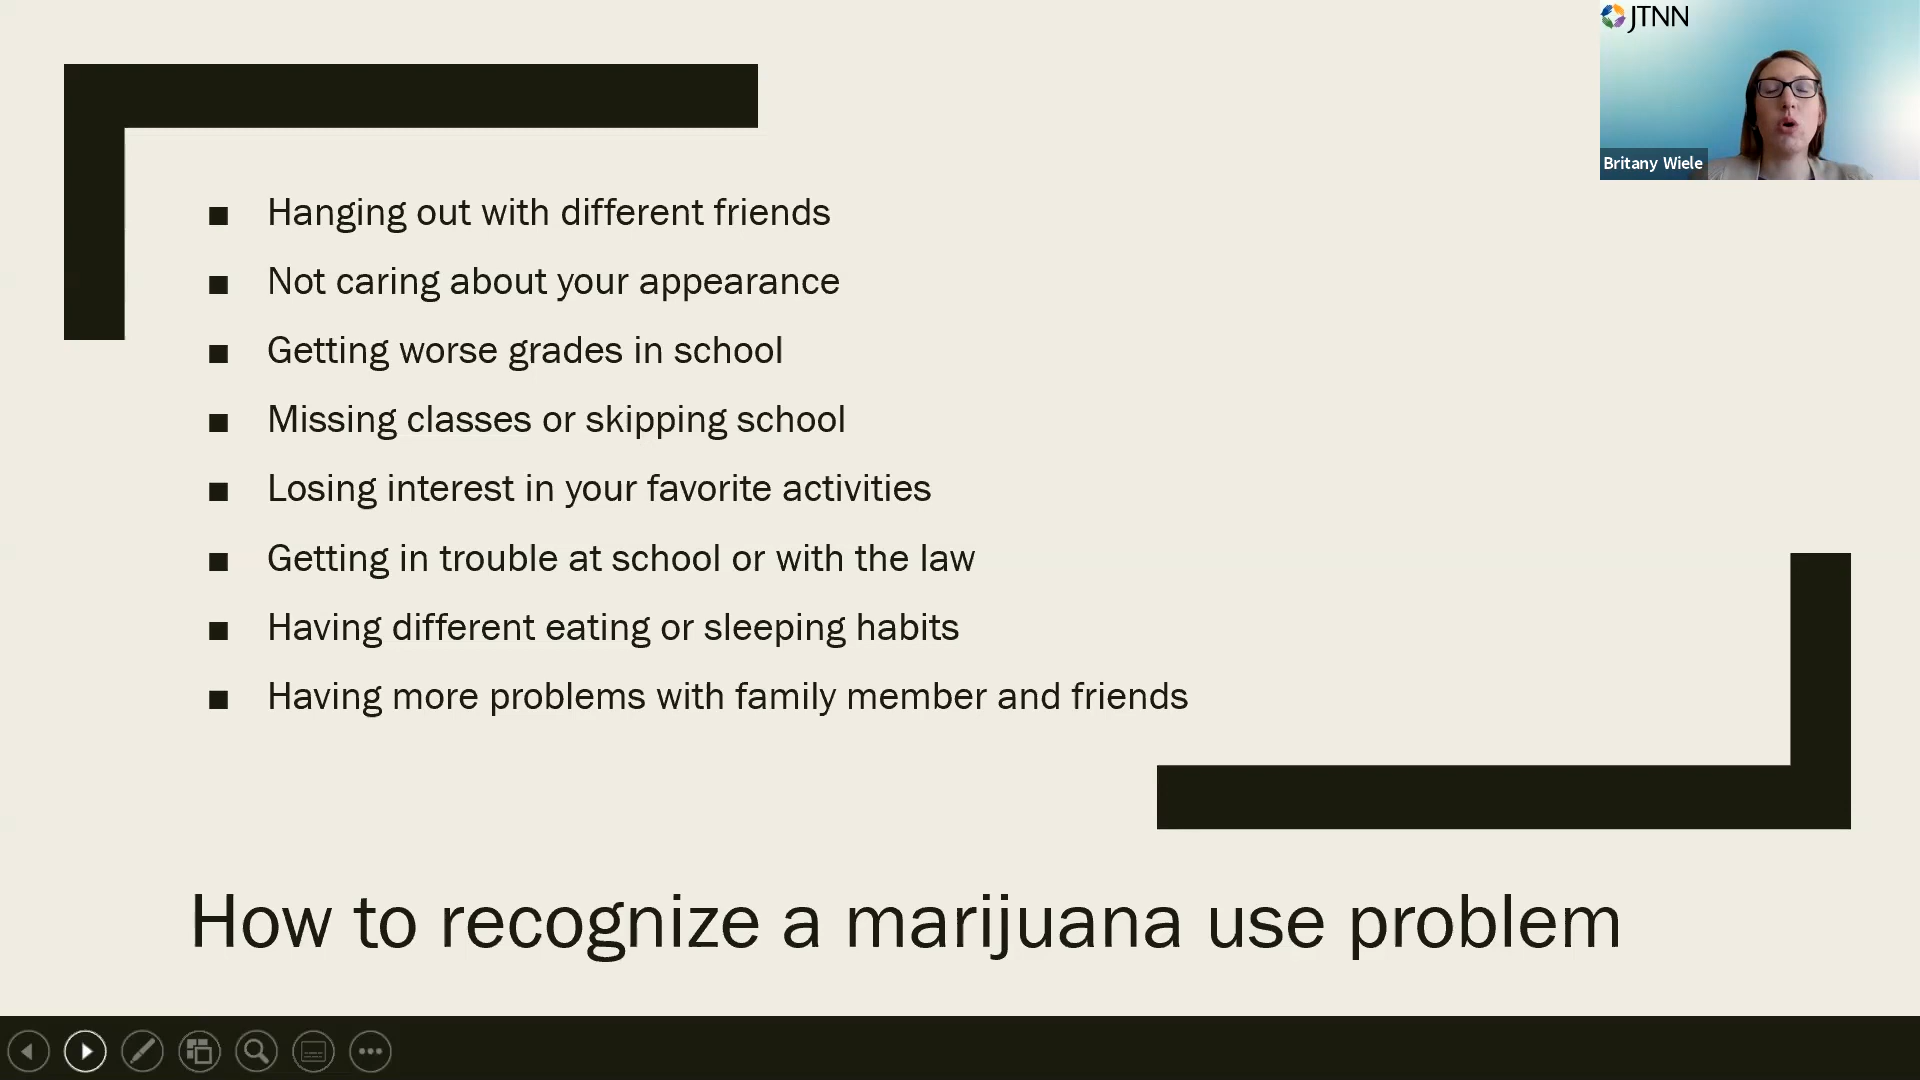 JTNN
Britany Wiele
■ Hanging out with different friends
■ Not caring about your appearance
■ Getting worse grades in school
■ Missing classes or skipping school
■ Losing interest in your favorite activities
■ Getting in trouble at school or with the law
■ Having different eating or sleeping habits
■ Having more problems with family member and friends
How to recognize a marijuana use problem